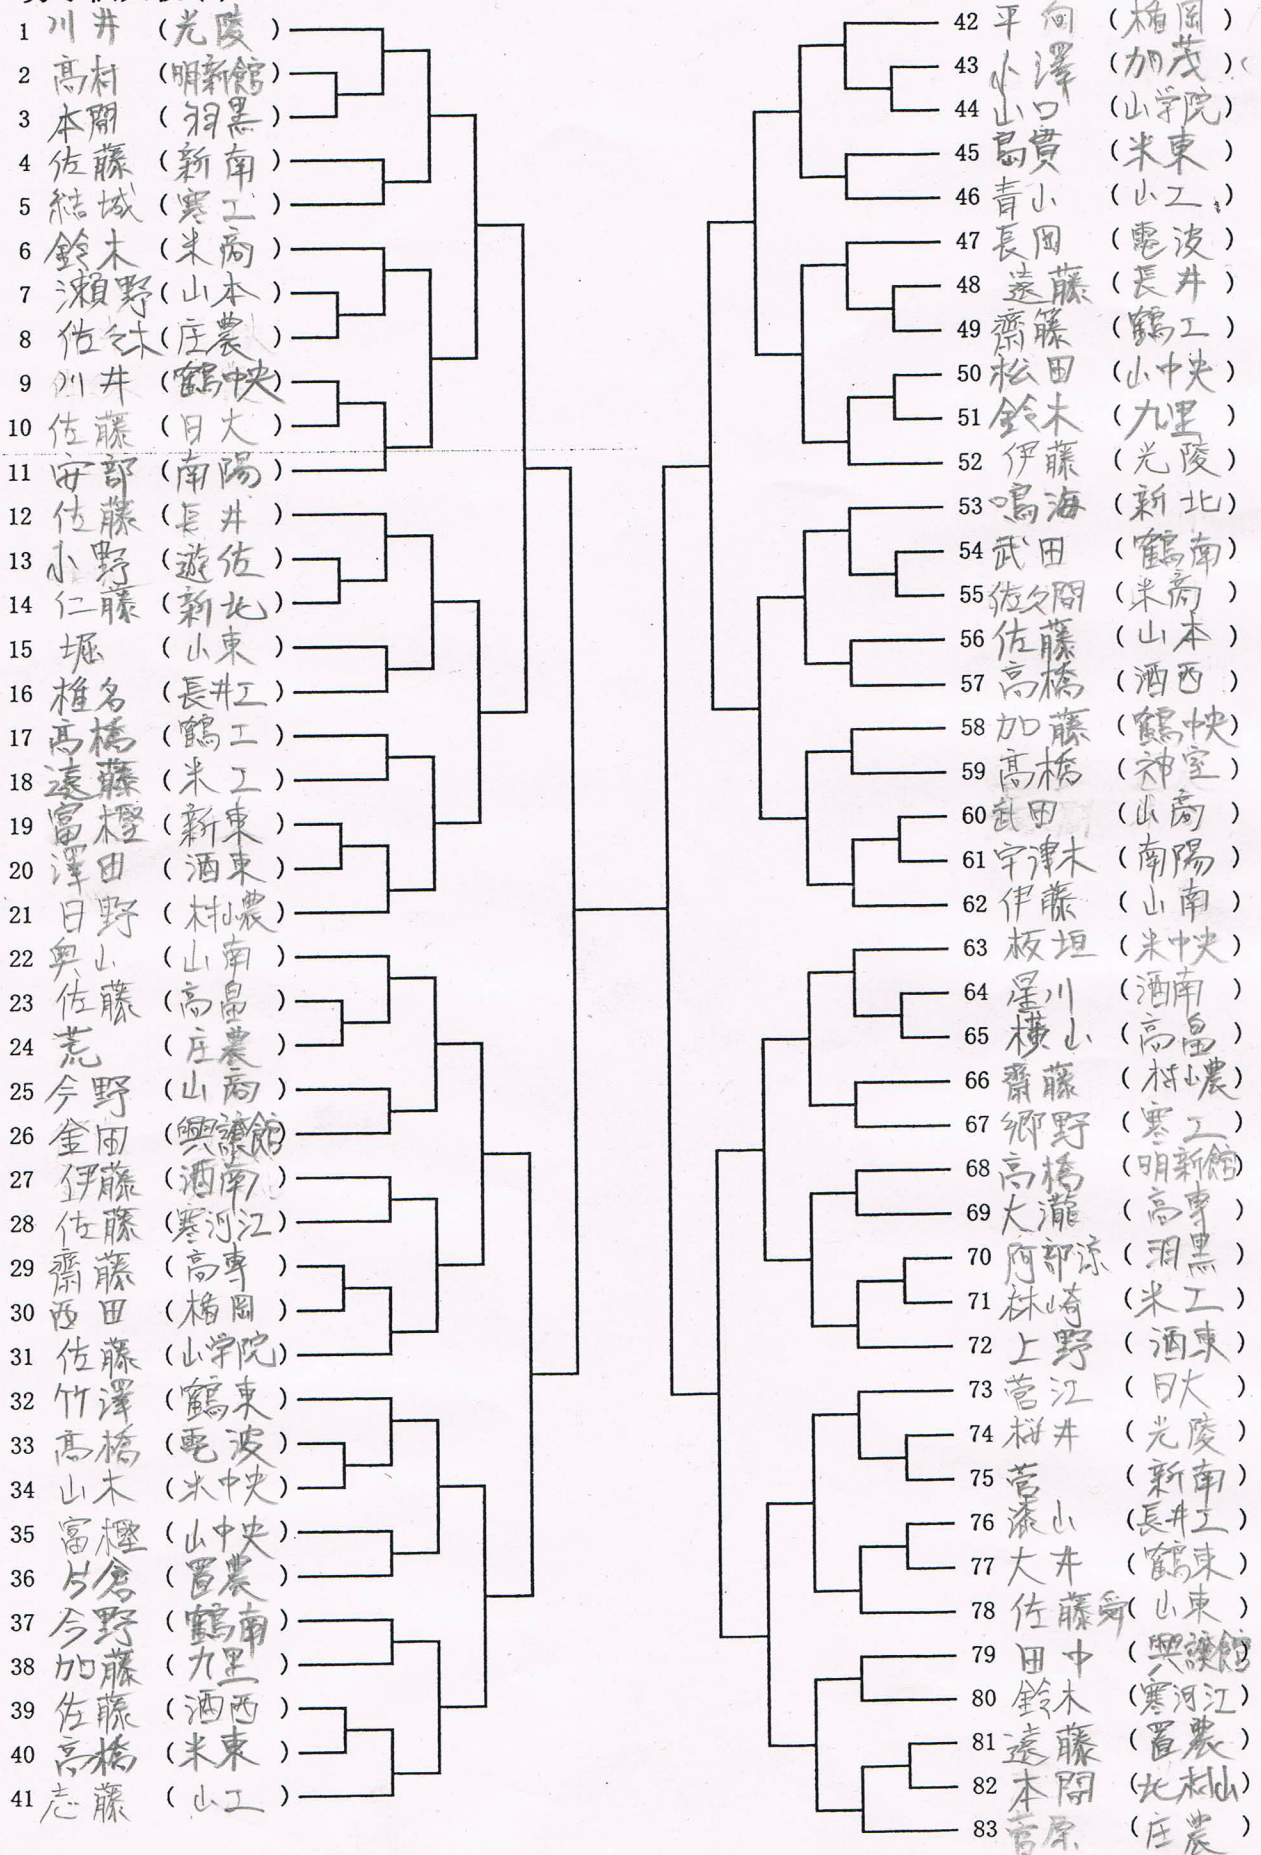 1 川井 (光陵)
2 高村 (明新館)
3 本間 (羽黒)
4 佐藤 (新南)
5 結城 (寒工)
6 鈴木 (米商)
7 瀬野 (山本)
8 佐々木 (庄農)
9 川井 (鶴中央)
10 佐藤 (日大)
11 安部 (南陽)
12 佐藤 (長井)
13 小野 (遊佐)
14 仁藤 (新北)
15 堀 (山東)
16 椎名 (長井工)
17 高橋 (鶴工)
18 遠藤 (米工)
19 富樫 (新東)
20 澤田 (酒東)
21 日野 (村山農)
22 奥山 (山南)
23 佐藤 (高畠)
24 荒 (庄農)
25 今野 (山商)
26 金田 (興譲館)
27 伊藤 (酒南)
28 佐藤 (寒河江)
29 齋藤 (高専)
30 西田 (楯岡)
31 佐藤 (山学院)
32 竹澤 (鶴東)
33 高橋 (電波)
34 山木 (米中央)
35 富樫 (山中央)
36 片倉 (置農)
37 今野 (鶴南)
38 加藤 (九里)
39 佐藤 (酒西)
40 高橋 (米東)
41 志藤 (山工)
42 平向 (楯岡)
43 小澤 (加茂)
44 山口 (山学院)
45 島貫 (米東)
46 青山 (山工)
47 長岡 (電波)
48 遠藤 (長井)
49 齋藤 (鶴工)
50 松田 (山中央)
51 鈴木 (九里)
52 伊藤 (光陵)
53 鳴海 (新北)
54 武田 (鶴南)
55 佐久間 (米商)
56 佐藤 (山本)
57 高橋 (酒西)
58 加藤 (鶴中央)
59 高橋 (神室)
60 武田 (山商)
61 宇津木 (南陽)
62 伊藤 (山南)
63 板垣 (米中央)
64 星川 (酒南)
65 横山 (高畠)
66 齋藤 (村山農)
67 郷野 (寒工)
68 高橋 (明新館)
69 大瀧 (高専)
70 阿部涼 (羽黒)
71 林崎 (米工)
72 上野 (酒東)
73 菅江 (日大)
74 桜井 (光陵)
75 菅 (新南)
76 漆山 (長井工)
77 大井 (鶴東)
78 佐藤舜 (山東)
79 田中 (興譲館)
80 鈴木 (寒河江)
81 遠藤 (置農)
82 本間 (北村山)
83 菅原 (庄農)